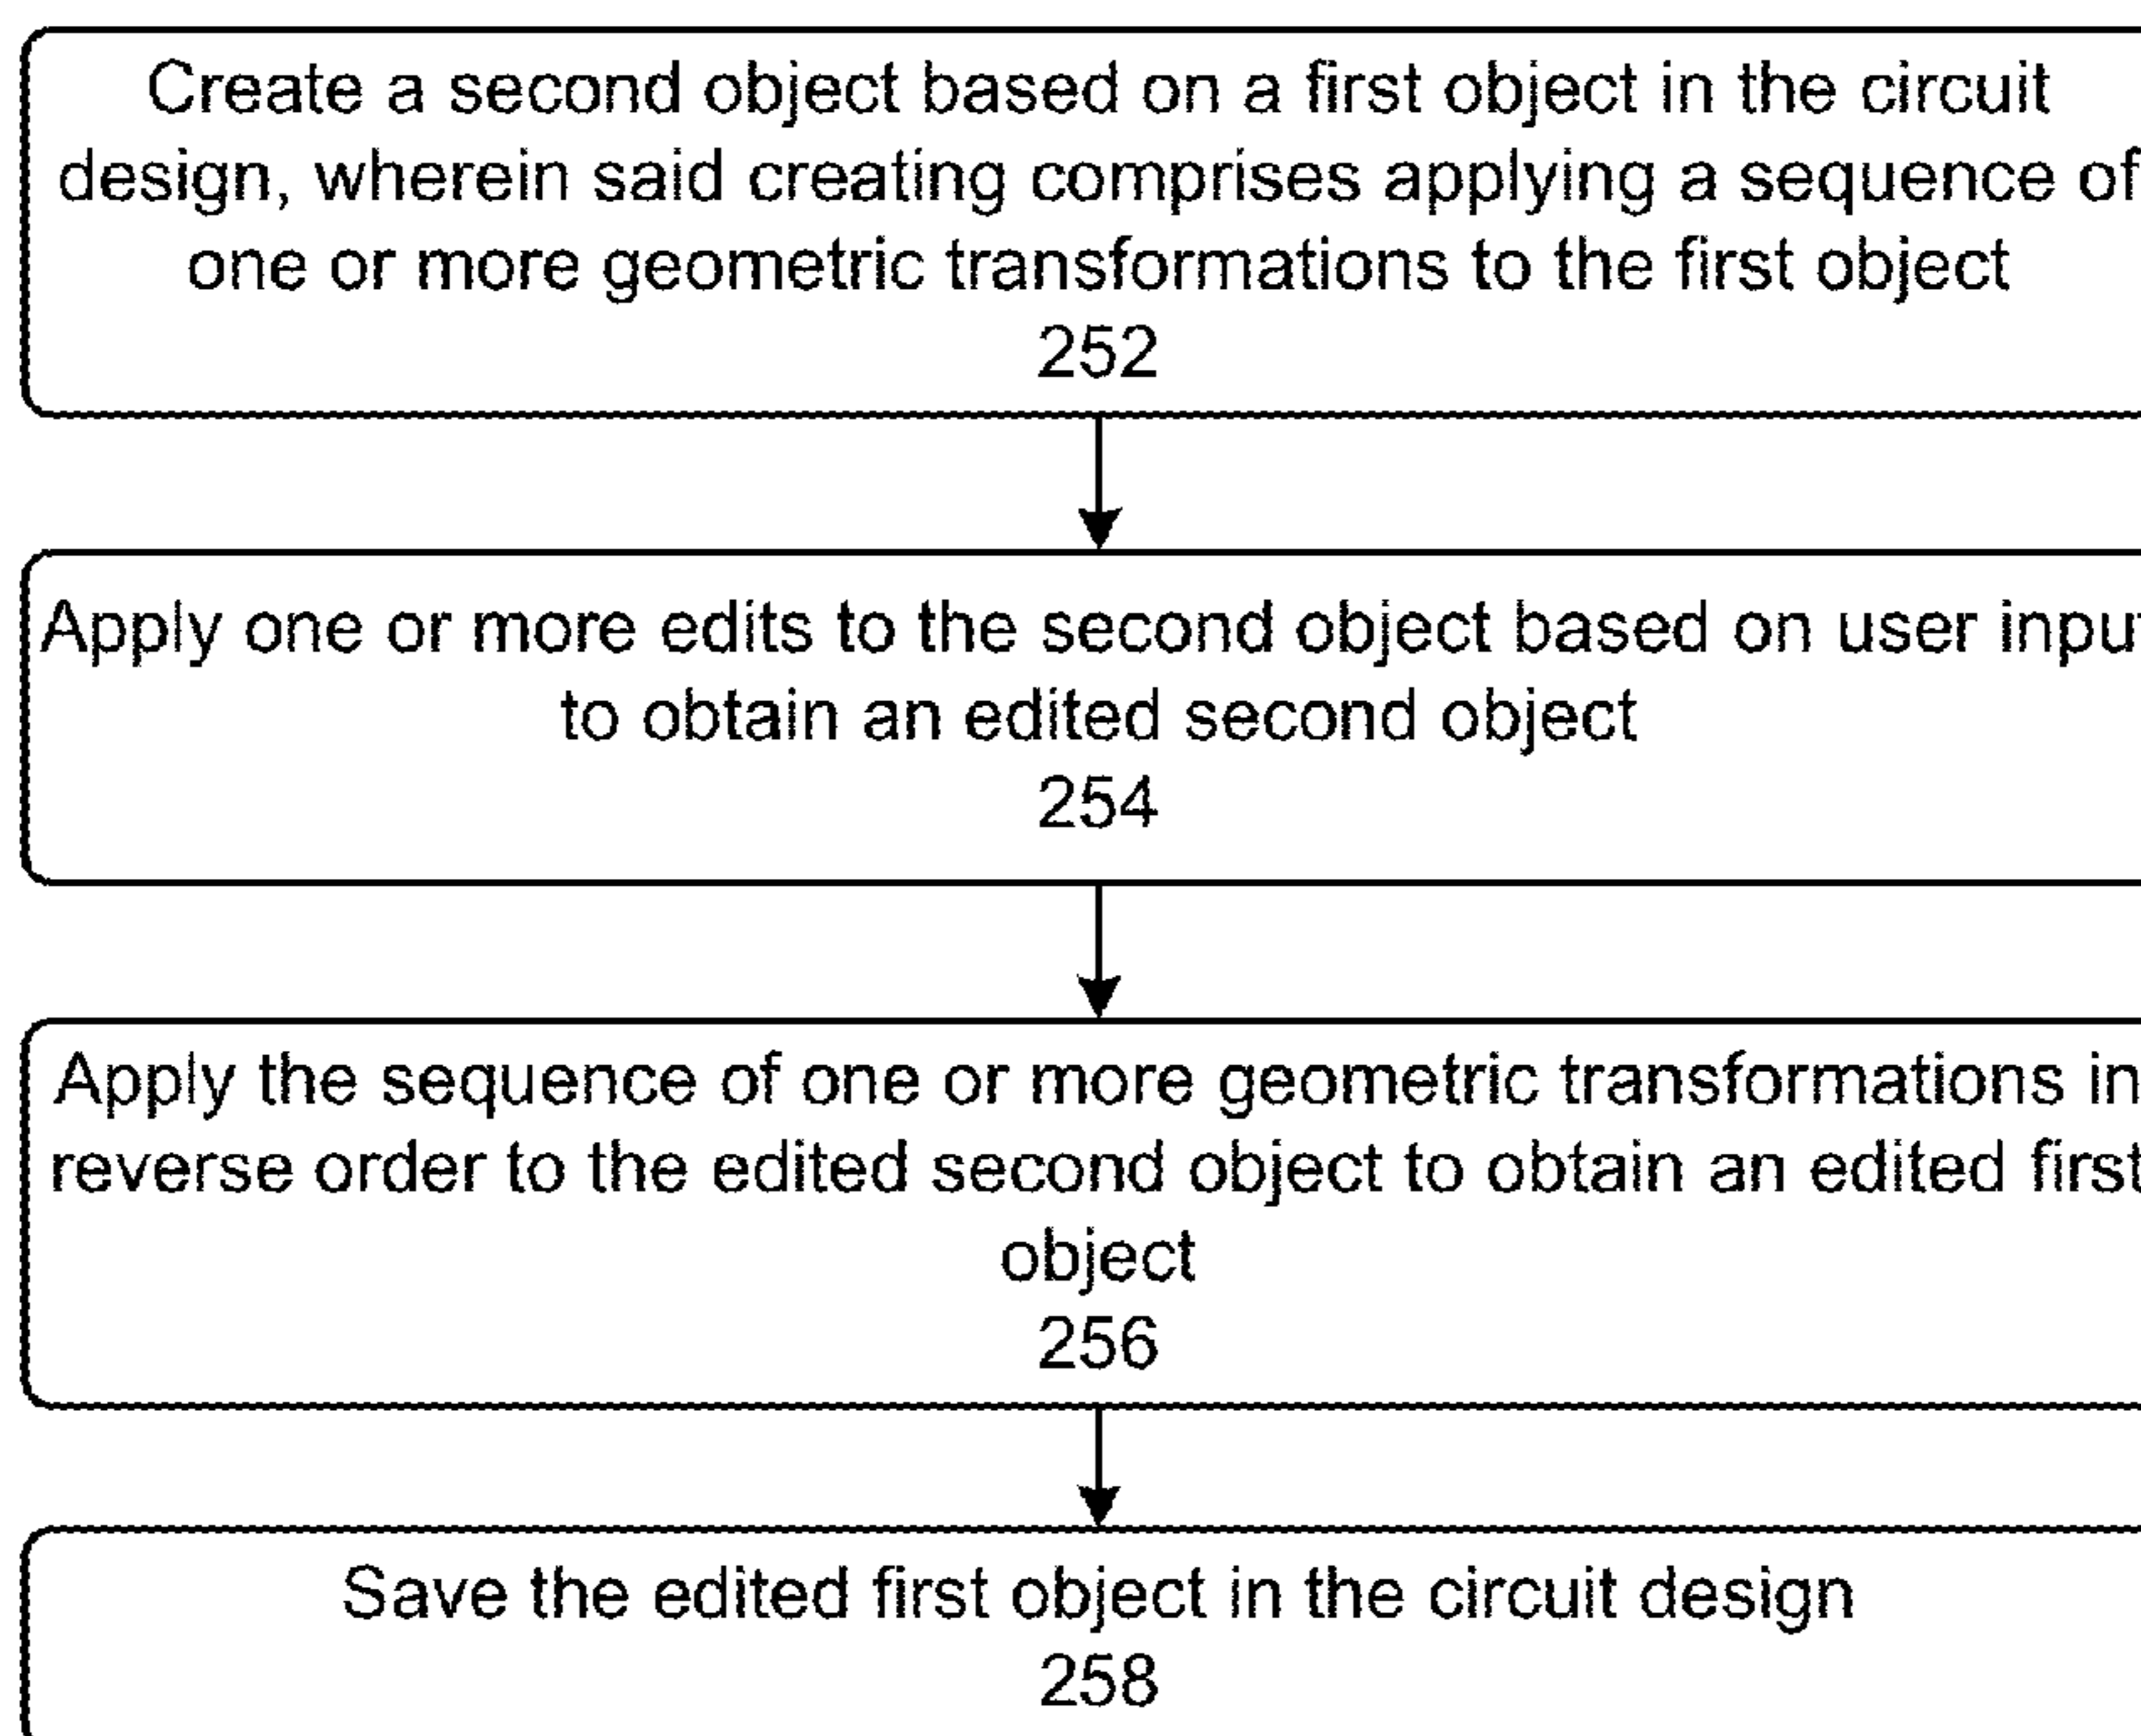 Create a second object based on a first object in the circuit
design, wherein said creating comprises applying a sequence of
one or more geometric transformations to the first object
252
Apply one or more edits to the second object based on user input
to obtain an edited second object
254
Apply the sequence of one or more geometric transformations in
reverse order to the edited second object to obtain an edited first
object
256
Save the edited first object in the circuit design
258